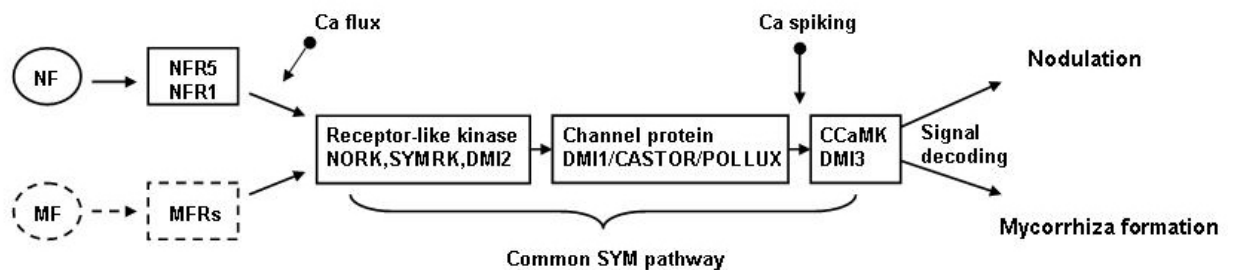 Ca flux
Ca spiking
NF
NFR5
NFR1
Nodulation
Receptor-like kinase
NORK,SYMRK,DMI2
Channel protein
DMI1/CASTOR/POLLUX
CCaMK
DMI3
Signal
decoding
MF
MFRs
Mycorrhiza formation
Common SYM pathway